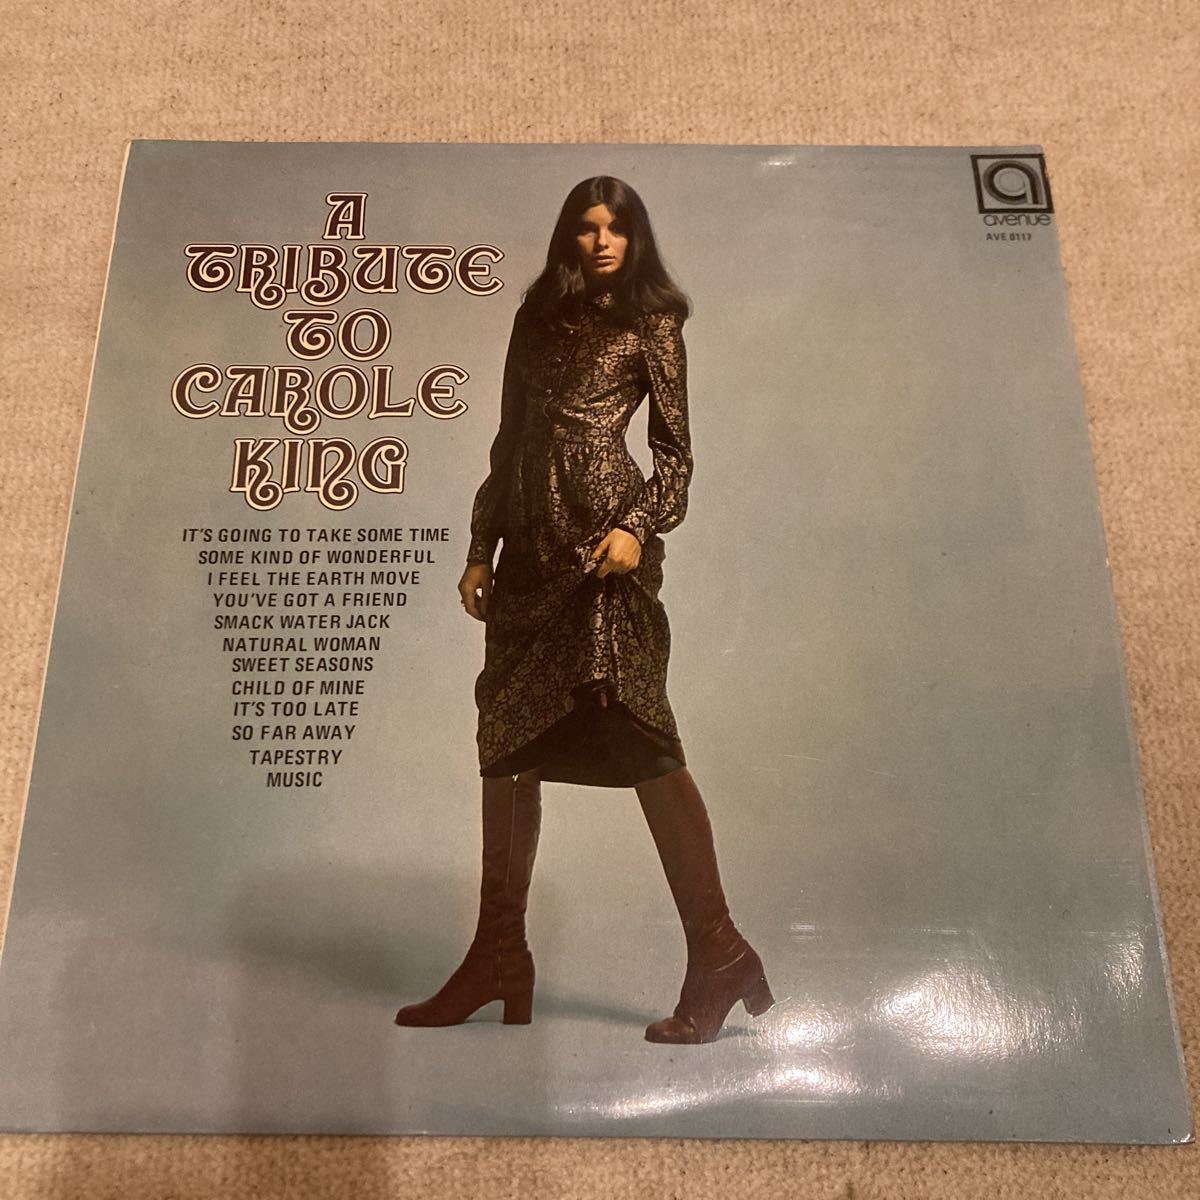 A
TRIBUTE
TO
CAROLE
KING
IT'S GOING TO TAKE SOME TIME
SOME KIND OF WONDERFUL
I FEEL THE EARTH MOVE
YOU'VE GOT A FRIEND
SMACK WATER JACK
NATURAL WOMAN
SWEET SEASONS
CHILD OF MINE
IT'S TOO LATE
SO FAR AWAY
TAPESTRY
MUSIC
a
avenue
AVE 0117